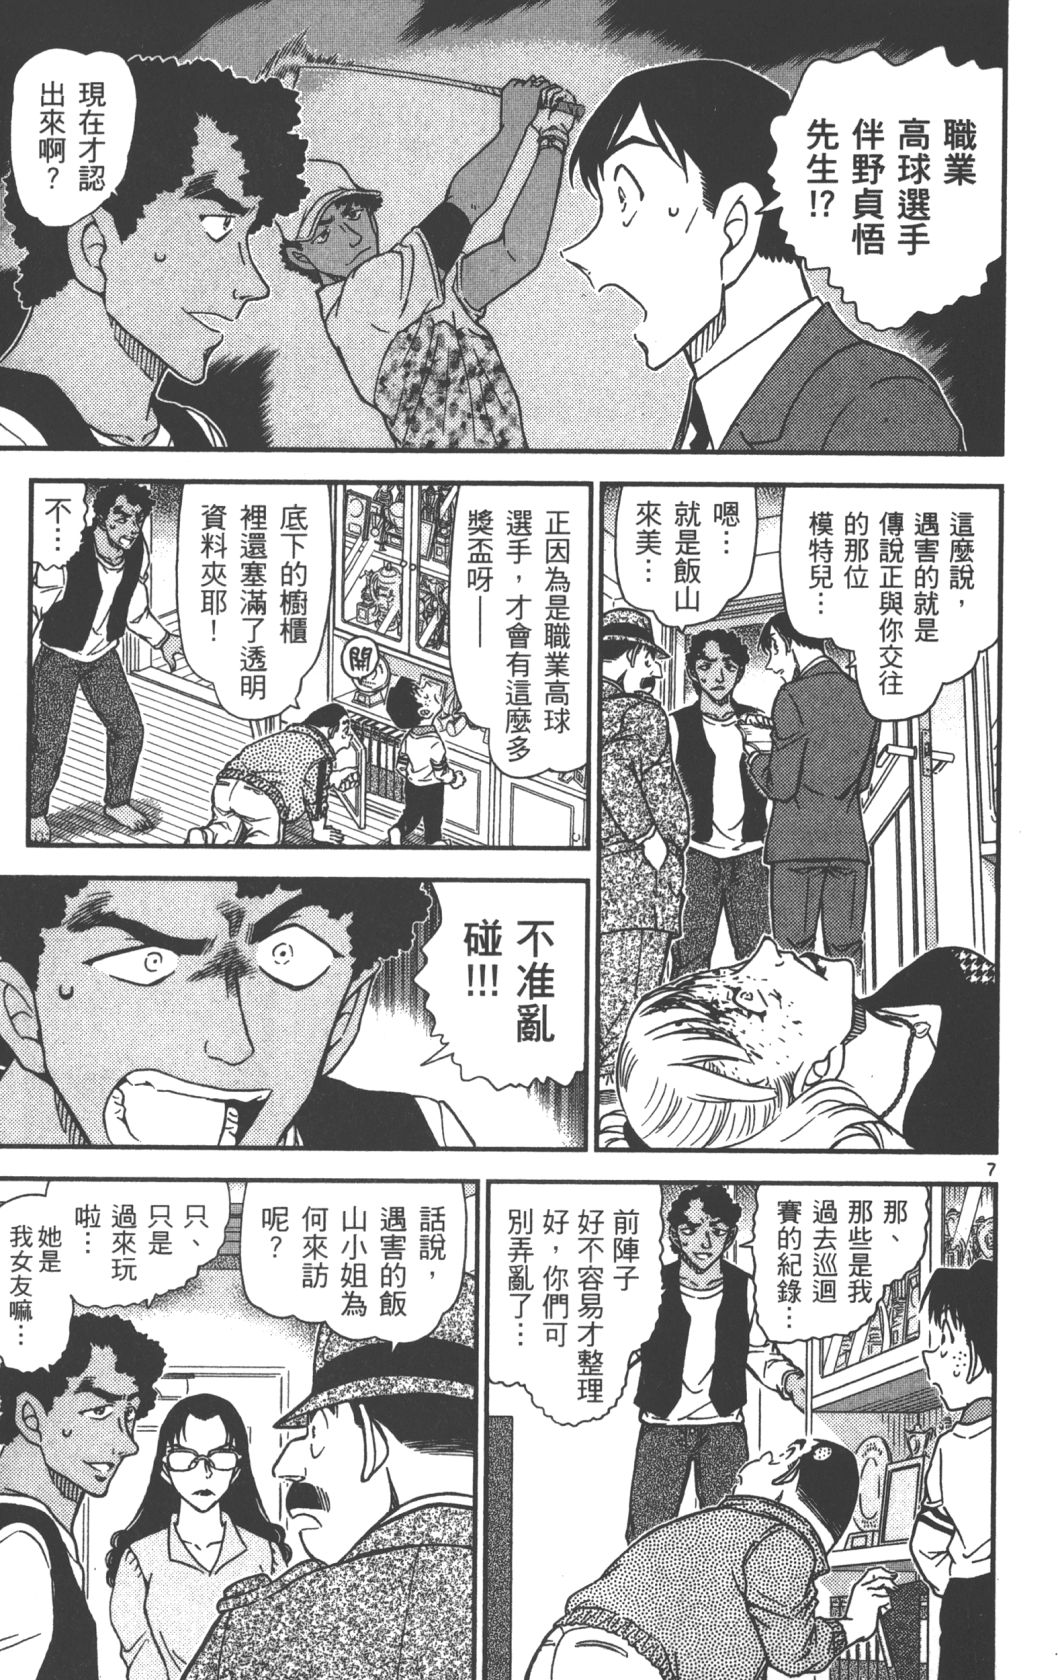 職業
高球選手
伴野貞悟
先生!?
現在才認
出來啊？
這麼說，
遇害的就是
傳說正與你交往
的那位
模特兒…
嗯…
就是飯山
來美…
正因為是職業高球
選手，才會有這麼多
獎盃呀——
開
底下的櫥櫃
裡還塞滿了透明
資料夾耶！
不…
不准亂
碰!!!
7
那、
那些是我
過去巡迴
賽的紀錄…
前陣子
好不容易才整理
好，你們可
別弄亂了…
話說，
遇害的飯
山小姐為
何來訪
呢？
只、
只是
過來玩
啦…
她是
我女友嘛…